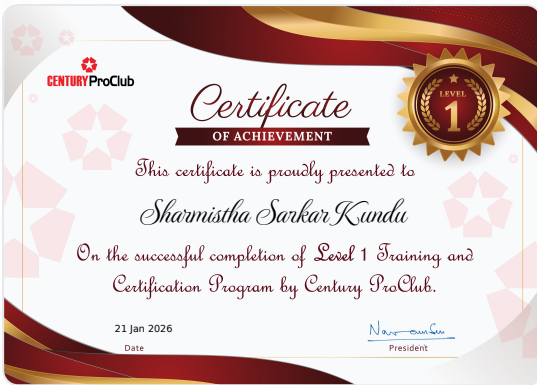 CENTURY ProClub
LEVEL
1
Certificate
OF ACHIEVEMENT
This certificate is proudly presented to
Sharmistha Sarkar Kundu
On the successful completion of Level 1 Training and
Certification Program by Century ProClub.
21 Jan 2026
Date
President